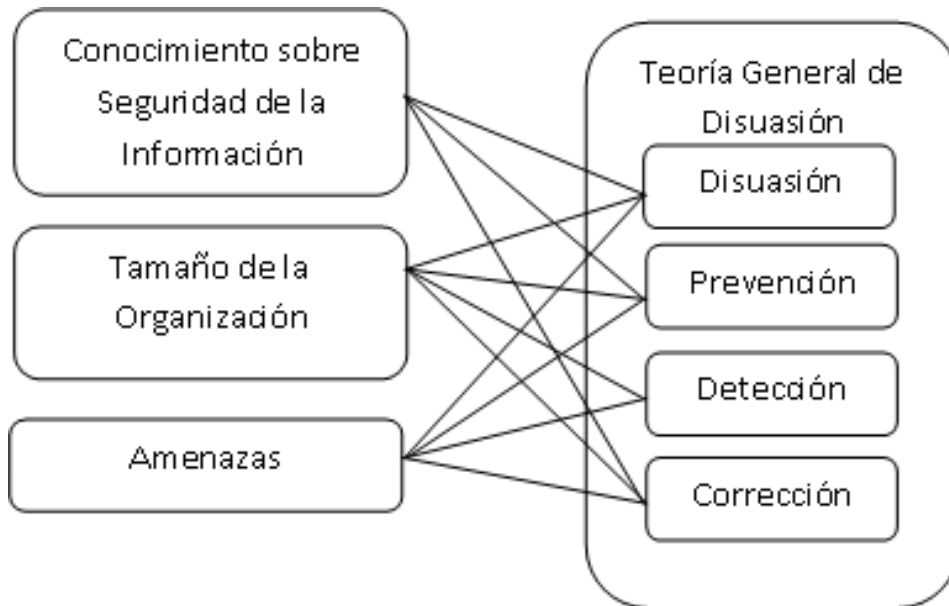 Conocimiento sobre
Seguridad de la
Información
Tamaño de la
Organización
Amenazas
Teoría General de
Disuasión
Disuasión
Prevención
Detección
Corrección